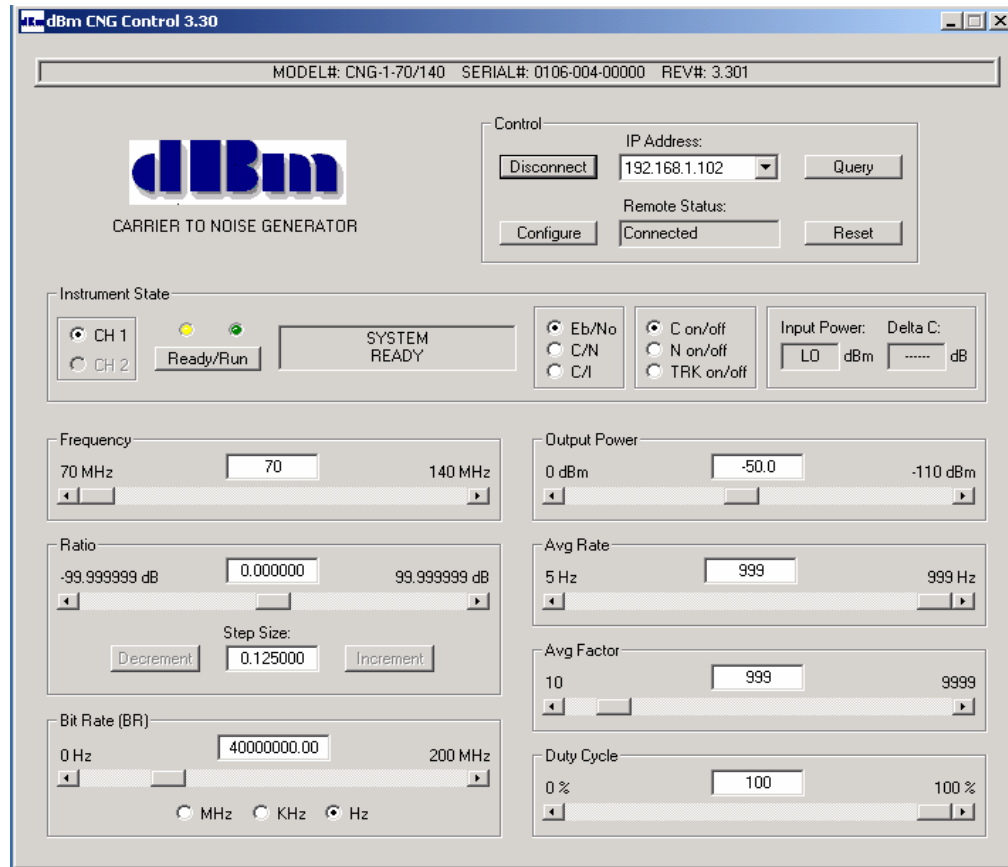 dBm dBm CNG Control 3.30
MODEL#: CNG-1-70/140 SERIAL#: 0106-004-00000 REV#: 3.301
dBm
CARRIER TO NOISE GENERATOR
Control
IP Address:
Disconnect
192.168.1.102
Query
Remote Status:
Configure
Connected
Reset
Instrument State
CH 1
CH 2
Ready/Run
SYSTEM
READY
Eb/No
C/N
C/I
C on/off
N on/off
TRK on/off
Input Power:
LO dBm
Delta C:
------ dB
Frequency
70 MHz
70
140 MHz
Output Power
0 dBm
-50.0
-110 dBm
Ratio
-99.999999 dB
0.000000
99.999999 dB
Step Size:
Decrement
0.125000
Increment
Avg Rate
5 Hz
999
999 Hz
Avg Factor
10
999
9999
Bit Rate (BR)
0 Hz
40000000.00
200 MHz
MHz
KHz
Hz
Duty Cycle
0 %
100
100 %